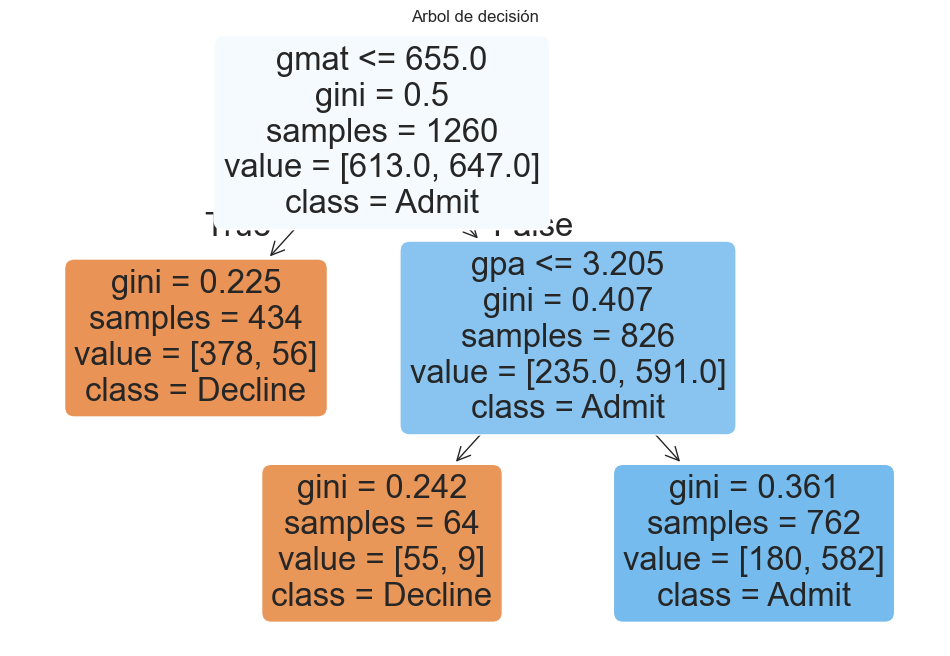 Arbol de decisión
gmat <= 655.0
gini = 0.5
samples = 1260
value = [613.0, 647.0]
class = Admit
True
False
gini = 0.225
samples = 434
value = [378, 56]
class = Decline
gpa <= 3.205
gini = 0.407
samples = 826
value = [235.0, 591.0]
class = Admit
gini = 0.242
samples = 64
value = [55, 9]
class = Decline
gini = 0.361
samples = 762
value = [180, 582]
class = Admit